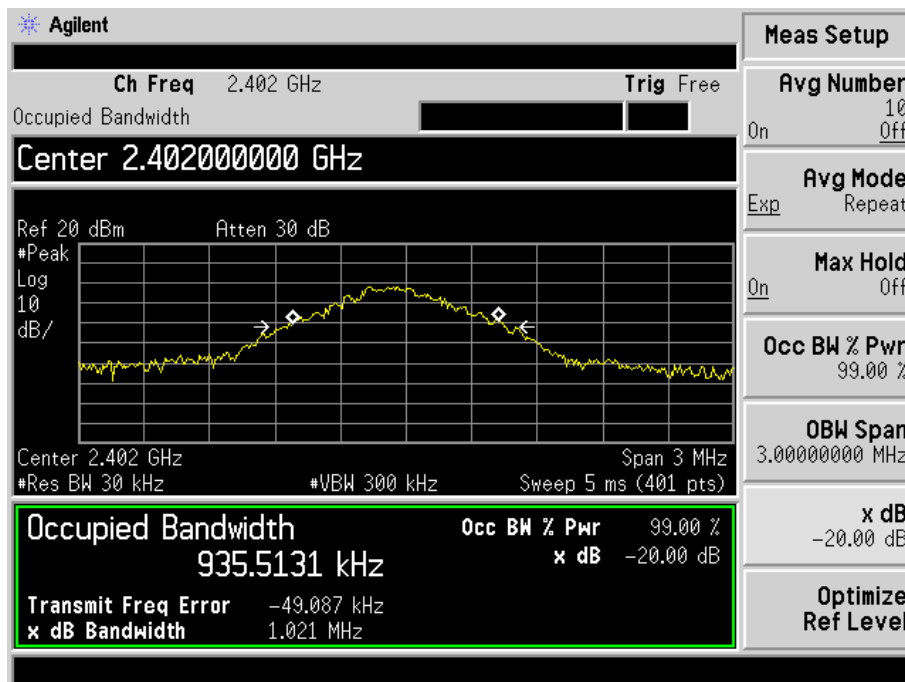 Agilent
Ch Freq 2.402 GHz Trig Free
Occupied Bandwidth
Center 2.402000000 GHz
Ref 20 dBm Atten 30 dB
#Peak
Log
10
dB/
Center 2.402 GHz Span 3 MHz
#Res BW 30 kHz #VBW 300 kHz Sweep 5 ms (401 pts)
Occupied Bandwidth Occ BW % Pwr 99.00 %
935.5131 kHz x dB -20.00 dB
Transmit Freq Error -49.087 kHz
x dB Bandwidth 1.021 MHz
Meas Setup
Avg Number
10
On Off
Avg Mode
Exp Repeat
Max Hold
On Off
Occ BW % Pwr
99.00 %
OBW Span
3.00000000 MHz
x dB
-20.00 dB
Optimize
Ref Level